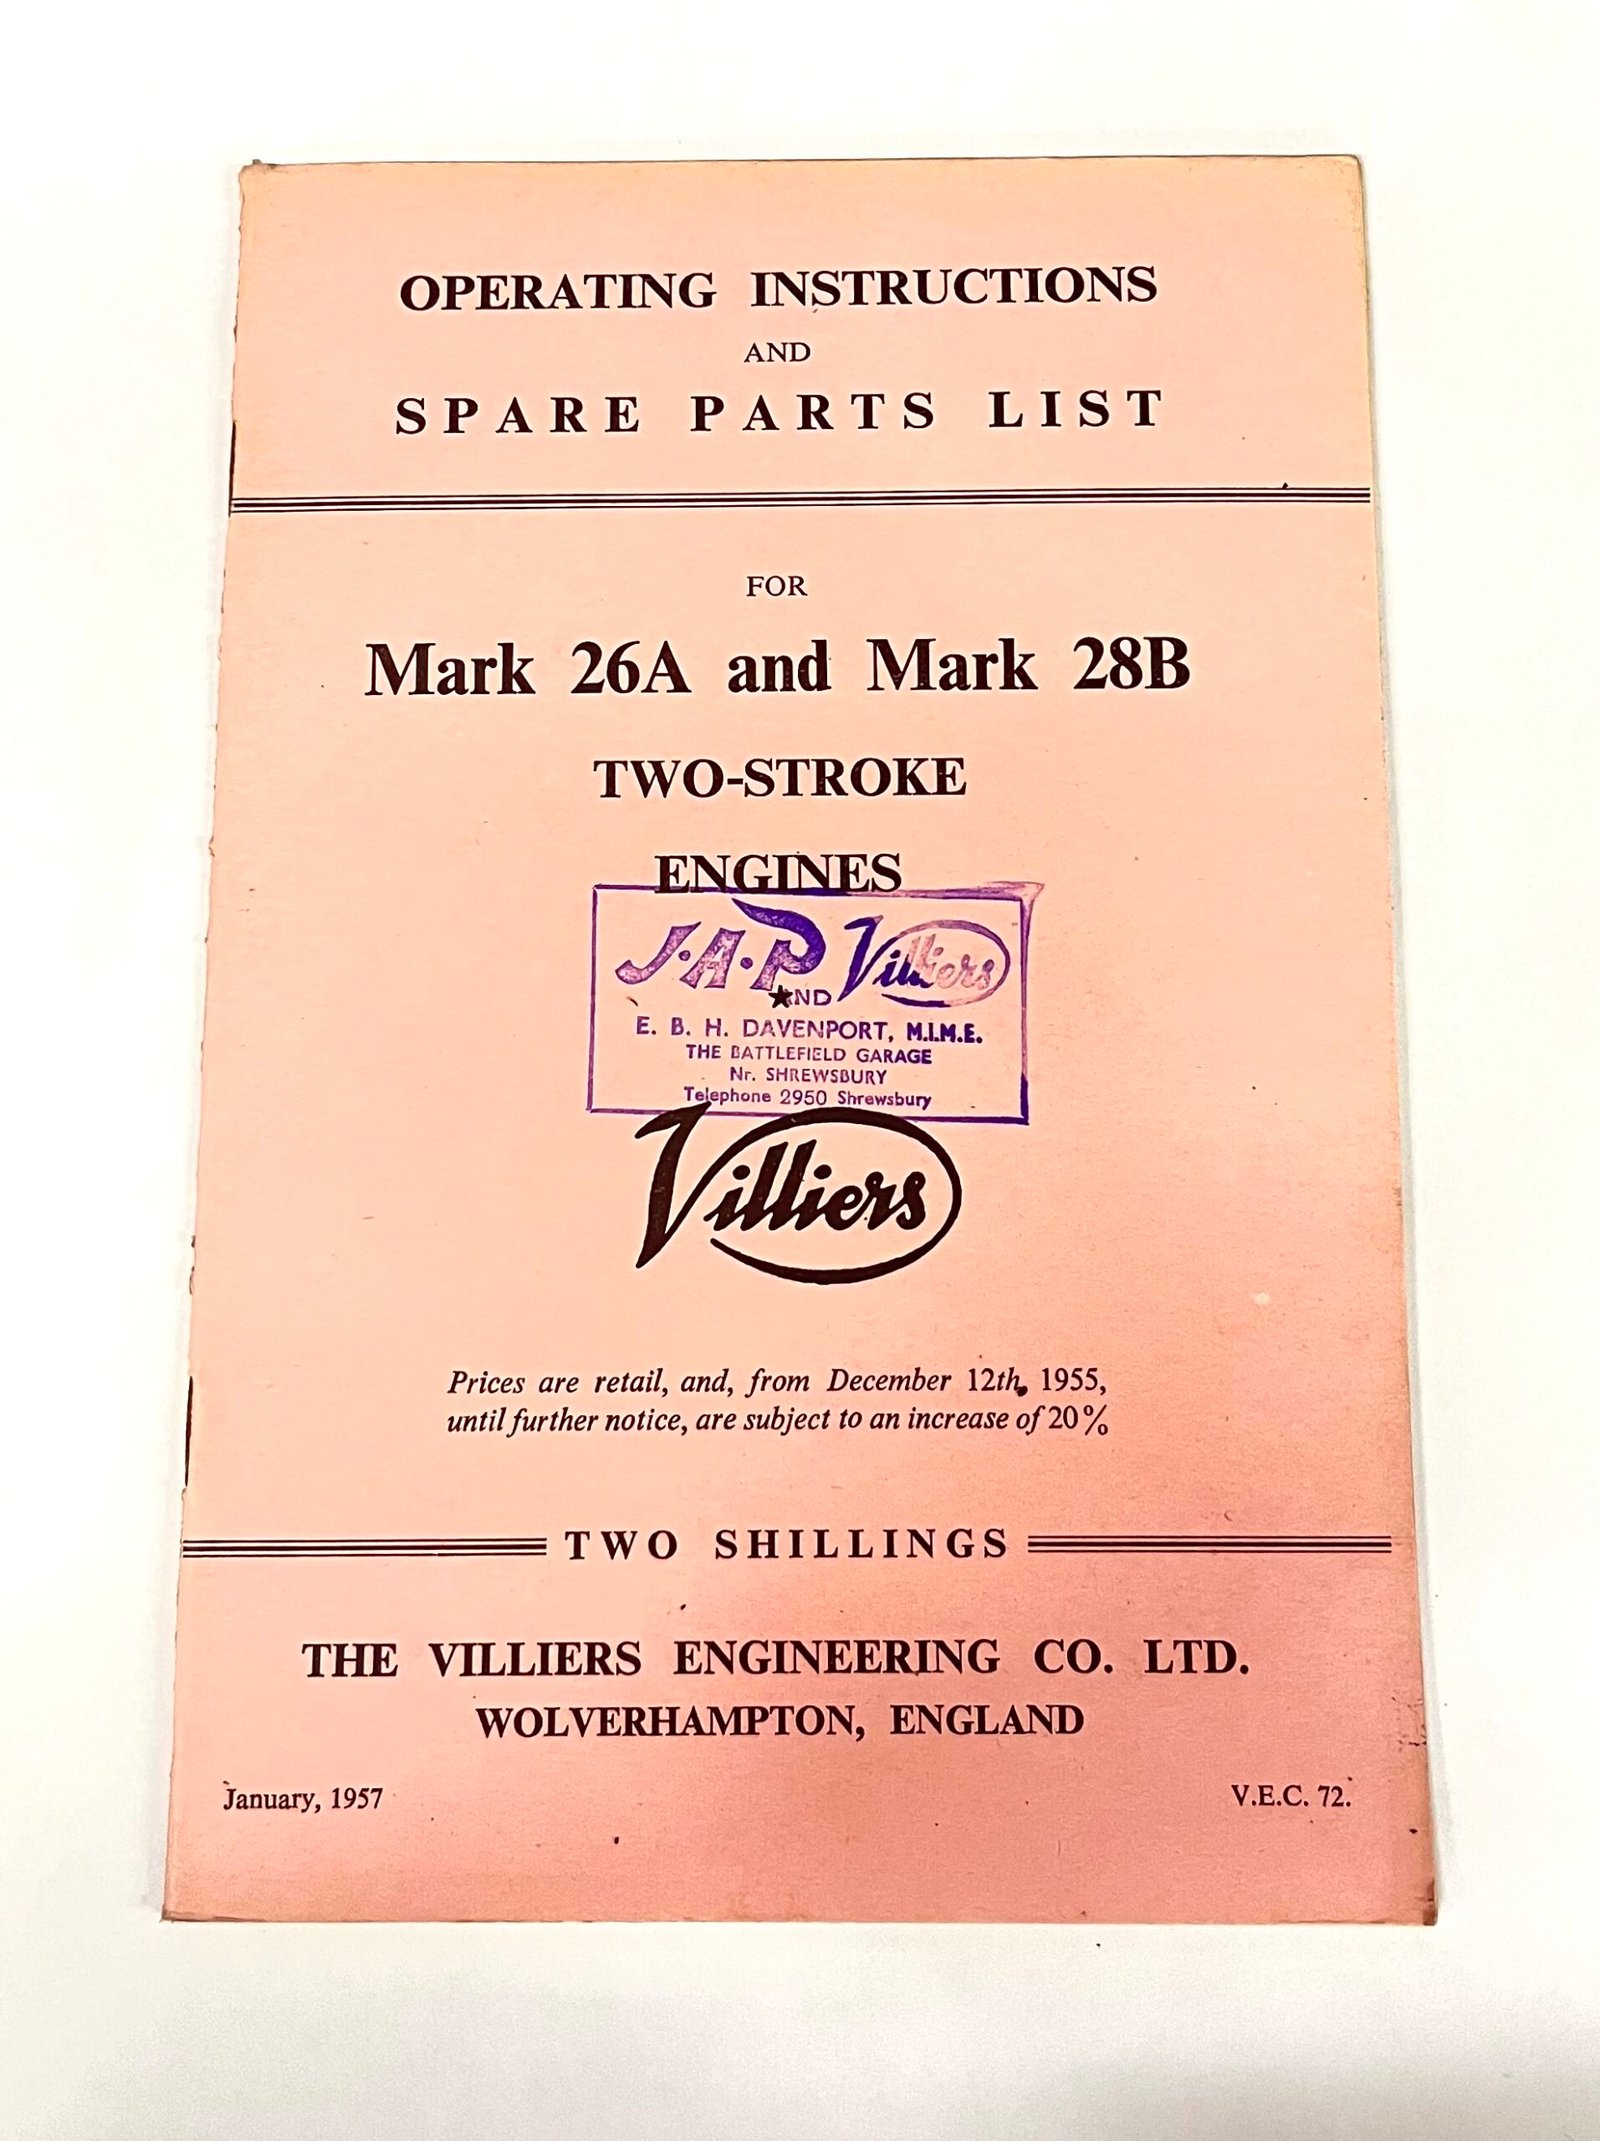 OPERATING INSTRUCTIONS
AND
SPARE PARTS LIST
FOR
Mark 26A and Mark 28B
TWO-STROKE
ENGINES
J·A·P Villiers
AND
E. B. H. DAVENPORT, M.I.M.E.
THE BATTLEFIELD GARAGE
Nr. SHREWSBURY
Telephone 2950 Shrewsbury
Villiers
Prices are retail, and, from December 12th, 1955,
until further notice, are subject to an increase of 20%
TWO SHILLINGS
THE VILLIERS ENGINEERING CO. LTD.
WOLVERHAMPTON, ENGLAND
January, 1957
V.E.C. 72.